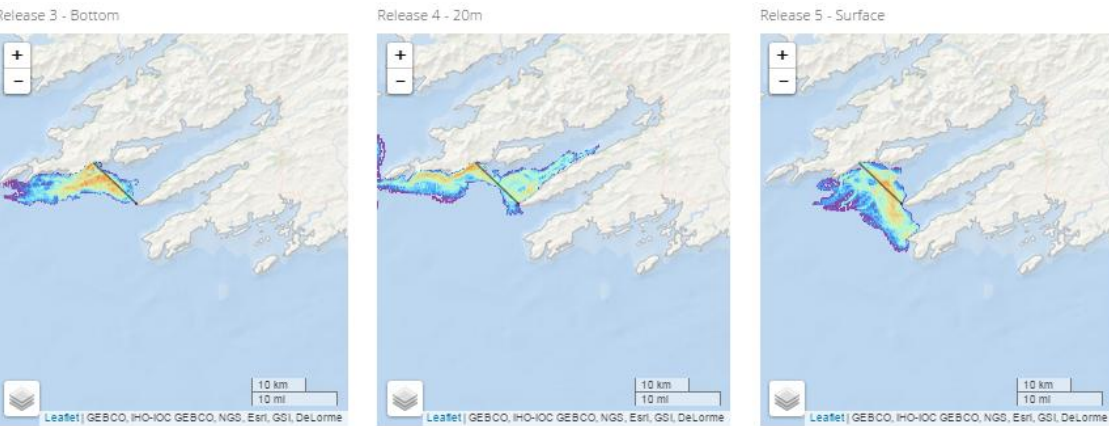 Release 3 - Bottom
Release 4 - 20m
Release 5 - Surface
+
−
+
−
+
−
10 km
10 mi
10 km
10 mi
10 km
10 mi
Leaflet | GEBCO, IHO-IOC GEBCO, NGS, Esri, GSI, DeLorme
Leaflet | GEBCO, IHO-IOC GEBCO, NGS, Esri, GSI, DeLorme
Leaflet | GEBCO, IHO-IOC GEBCO, NGS, Esri, GSI, DeLorme